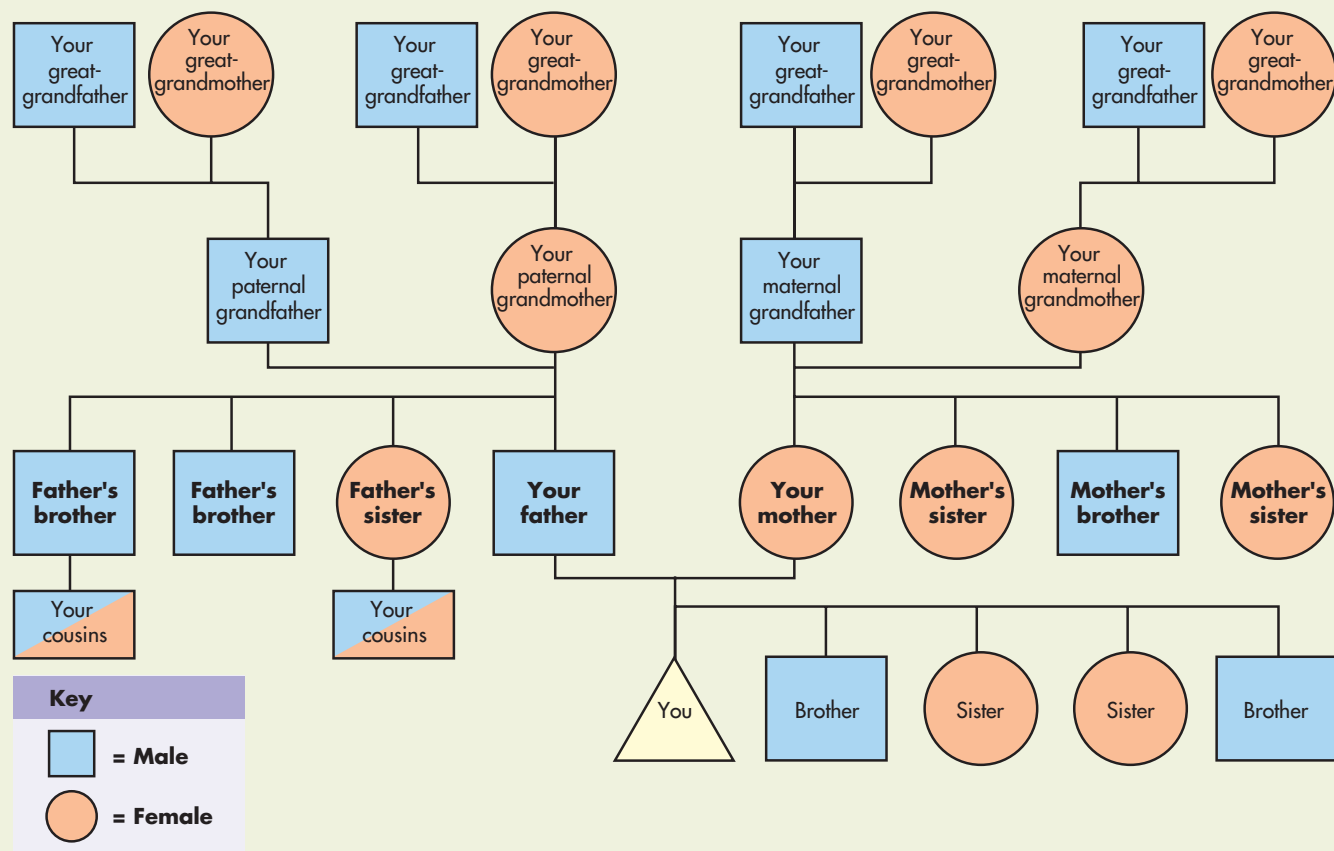 Your
great-
grandfather
Your
great-
grandmother
Your
great-
grandfather
Your
great-
grandmother
Your
great-
grandfather
Your
great-
grandmother
Your
great-
grandfather
Your
great-
grandmother
Your
paternal
grandfather
Your
paternal
grandmother
Your
maternal
grandfather
Your
maternal
grandmother
Father's
brother
Father's
brother
Father's
sister
Your
father
Your
mother
Mother's
sister
Mother's
brother
Mother's
sister
Your
cousins
Your
cousins
You
Brother
Sister
Sister
Brother
Key
= Male
= Female